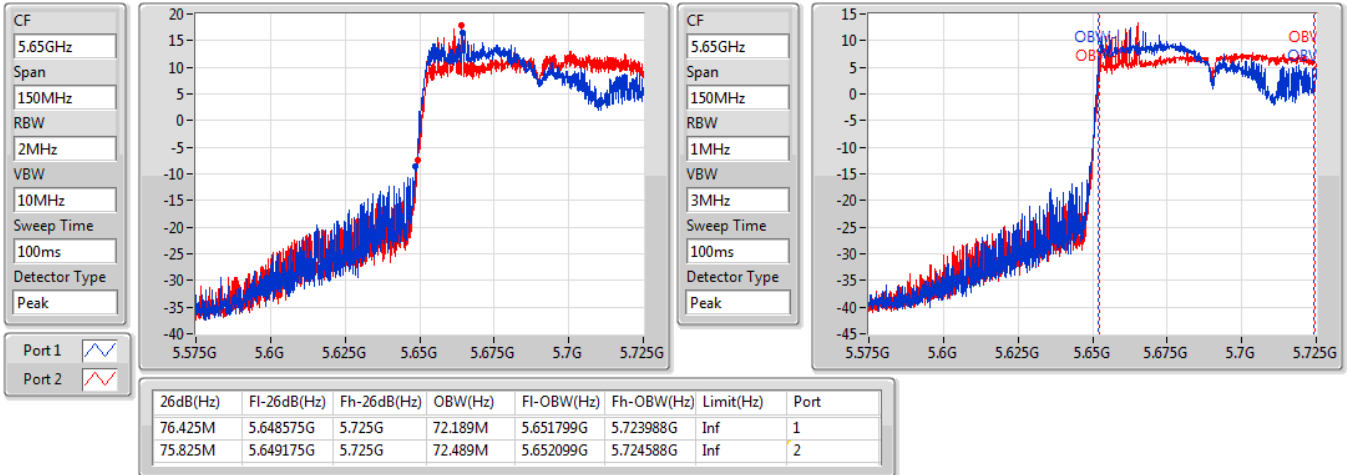 CF
5.65GHz
Span
150MHz
RBW
2MHz
VBW
10MHz
Sweep Time
100ms
Detector Type
Peak
Port 1
Port 2
20
15
10
5
0
-5
-10
-15
-20
-25
-30
-35
-40
5.575G 5.6G 5.625G 5.65G 5.675G 5.7G 5.725G
CF
5.65GHz
Span
150MHz
RBW
1MHz
VBW
3MHz
Sweep Time
100ms
Detector Type
Peak
15
10
5
0
-5
-10
-15
-20
-25
-30
-35
-40
-45
5.575G 5.6G 5.625G 5.65G 5.675G 5.7G 5.725G
OBW OBW
OBW OBW
26dB(Hz) Fl-26dB(Hz) Fh-26dB(Hz) OBW(Hz) Fl-OBW(Hz) Fh-OBW(Hz) Limit(Hz) Port
76.425M 5.648575G 5.725G 72.189M 5.651799G 5.723988G Inf 1
75.825M 5.649175G 5.725G 72.489M 5.652099G 5.724588G Inf 2